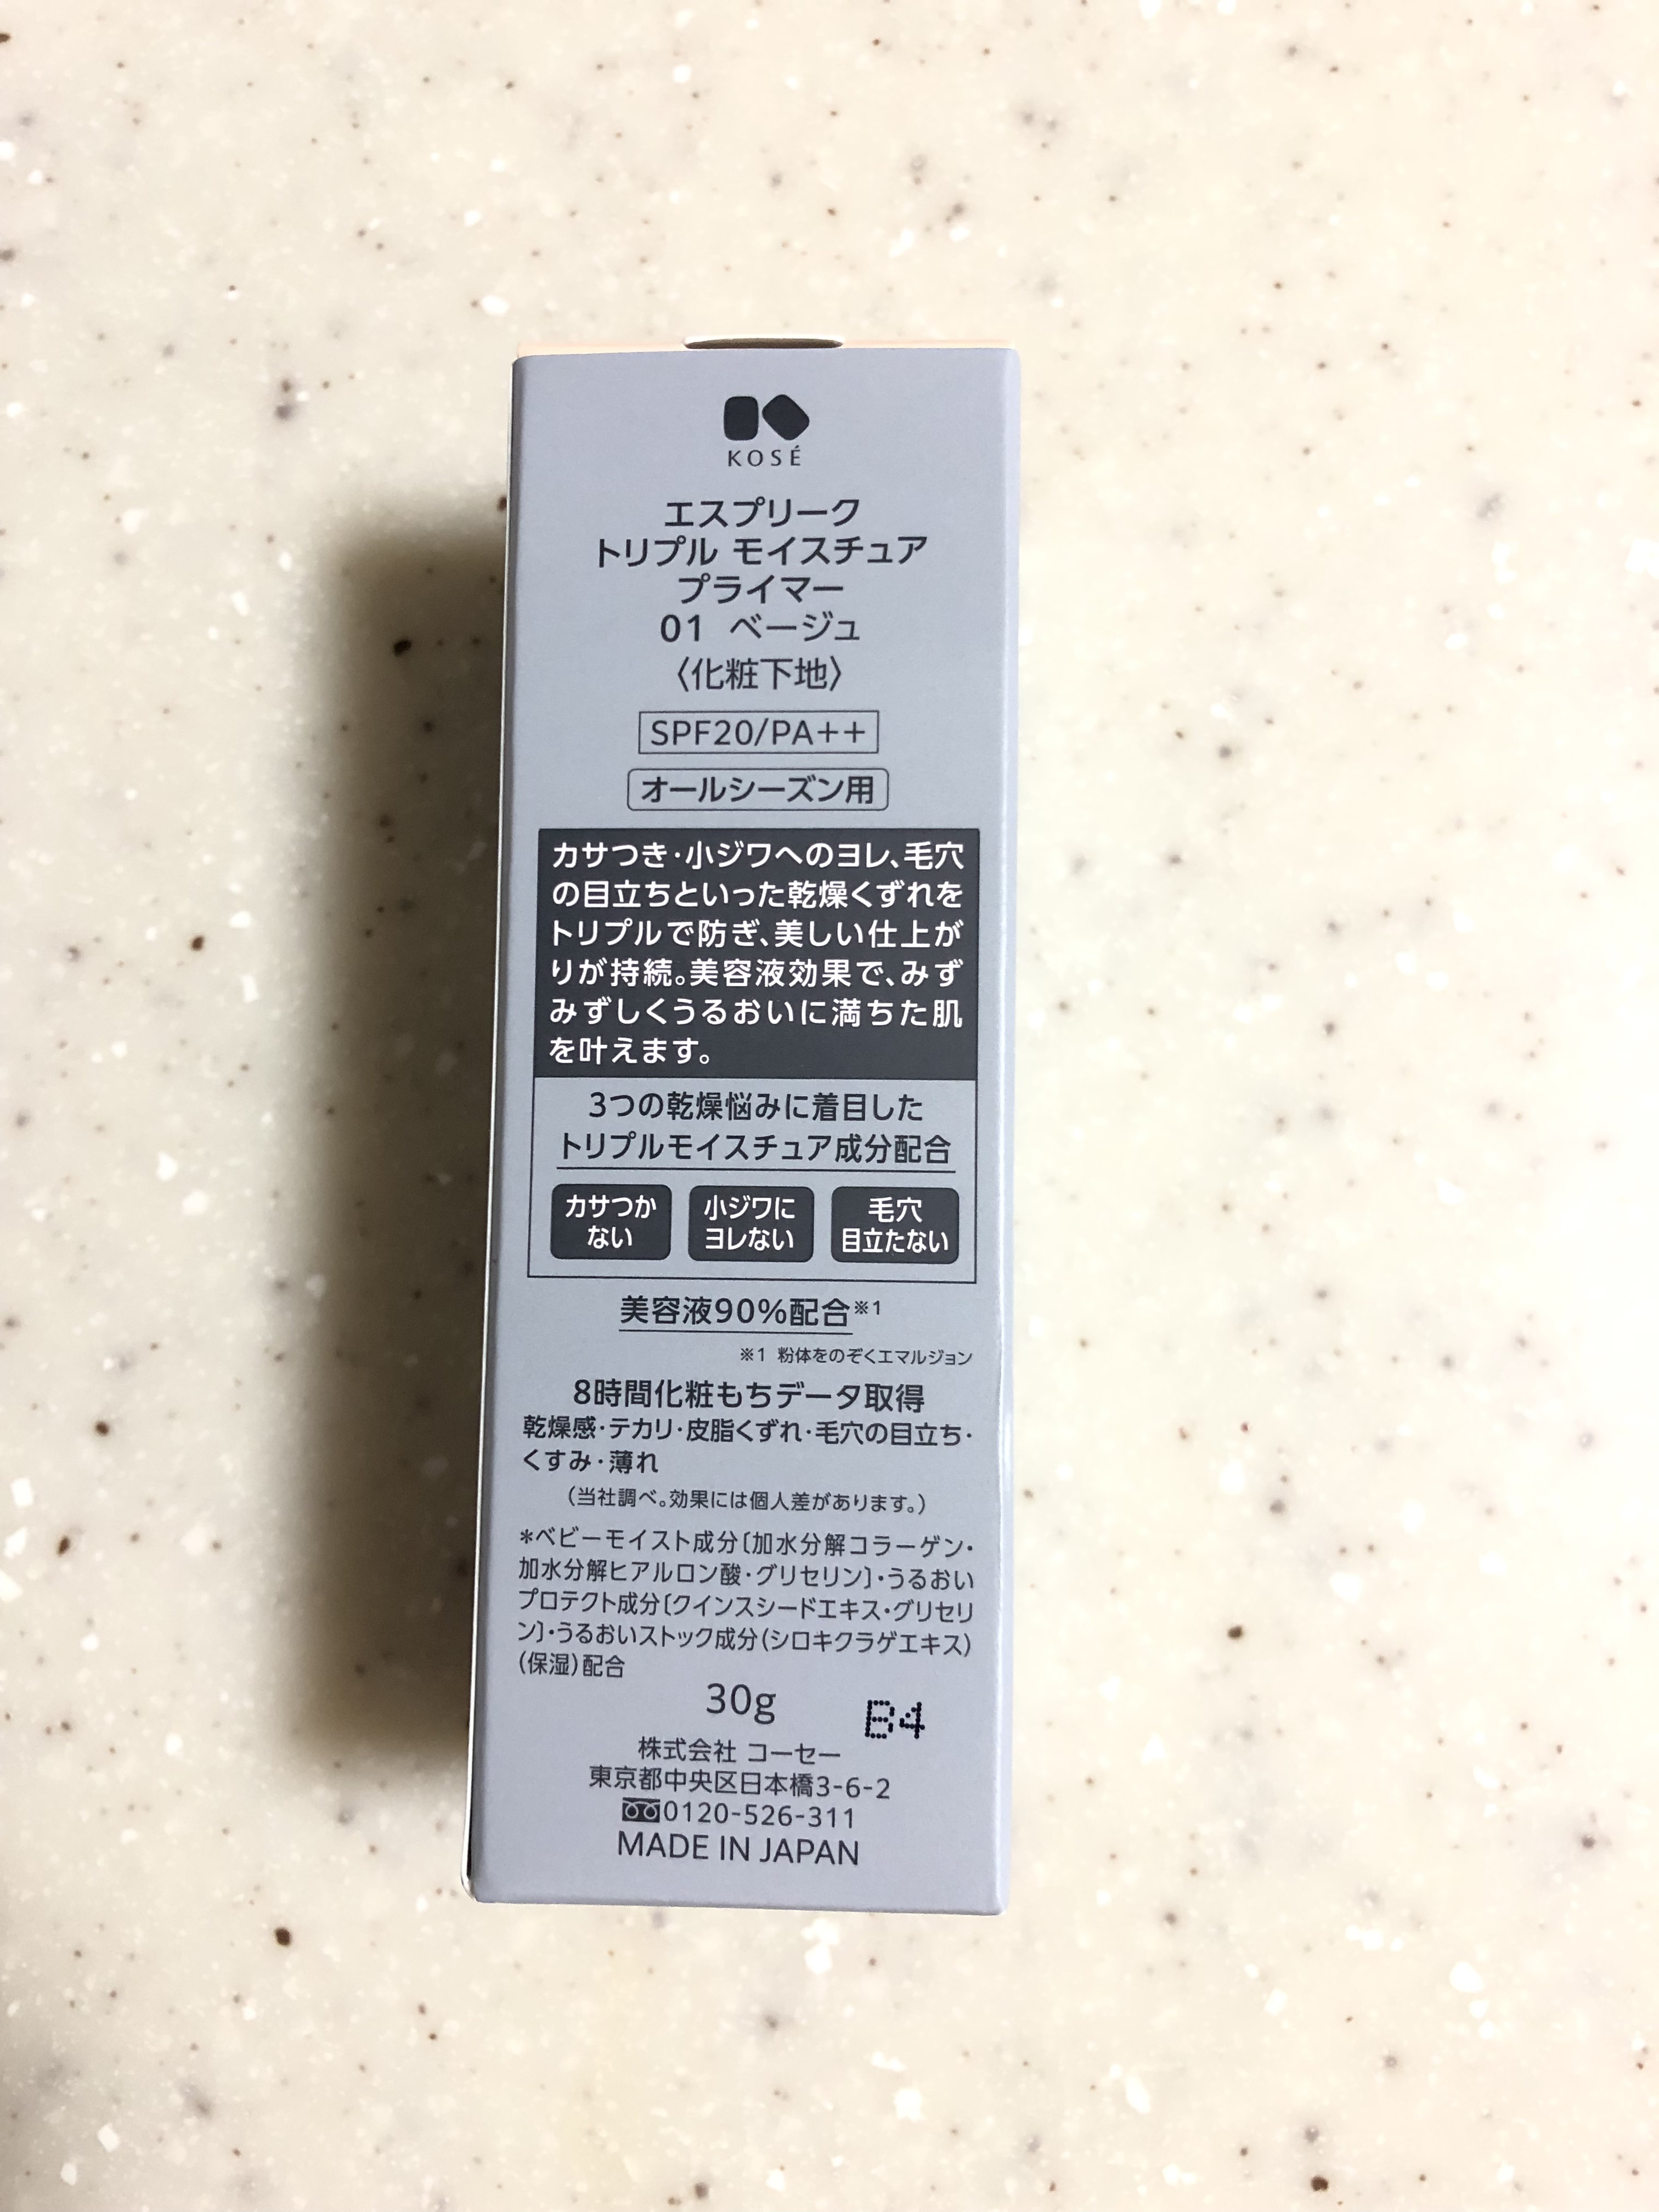 KOSÉ
エスプリーク
トリプル モイスチュア
プライマー
01 ベージュ
〈化粧下地〉
SPF20/PA++
オールシーズン用
カサつき・小ジワへのヨレ、毛穴
の目立ちといった乾燥くずれを
トリプルで防ぎ、美しい仕上が
りが持続。美容液効果で、みず
みずしくうるおいに満ちた肌
を叶えます。
3つの乾燥悩みに着目した
トリプルモイスチュア成分配合
カサつか
ない
小ジワに
ヨレない
毛穴
目立たない
美容液90%配合※1
※1 粉体をのぞくエマルジョン
8時間化粧もちデータ取得
乾燥感・テカリ・皮脂くずれ・毛穴の目立ち・
くすみ・薄れ
(当社調べ。効果には個人差があります。)
*ベビーモイスト成分〔加水分解コラーゲン・
加水分解ヒアルロン酸・グリセリン〕・うるおい
プロテクト成分〔クインスシードエキス・グリセリ
ン〕・うるおいストック成分(シロキクラゲエキス)
(保湿)配合
30g
B4
株式会社 コーセー
東京都中央区日本橋3-6-2
0120-526-311
MADE IN JAPAN